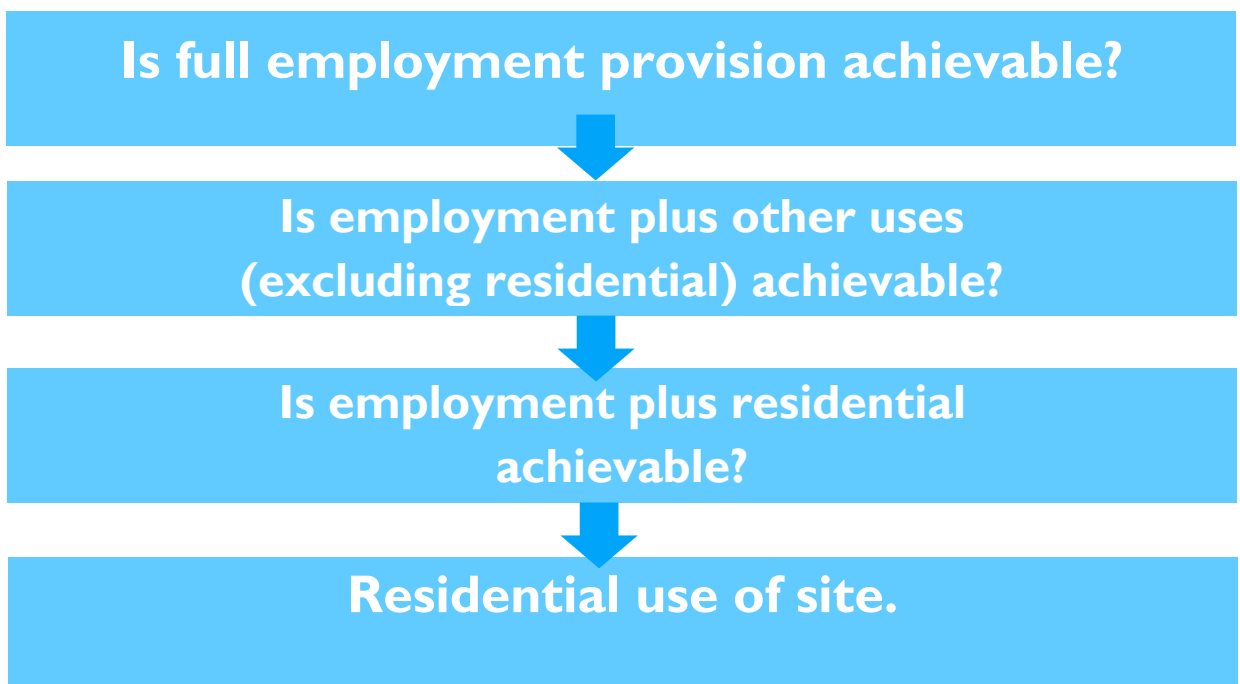 Is full employment provision achievable?
Is employment plus other uses
(excluding residential) achievable?
Is employment plus residential
achievable?
Residential use of site.